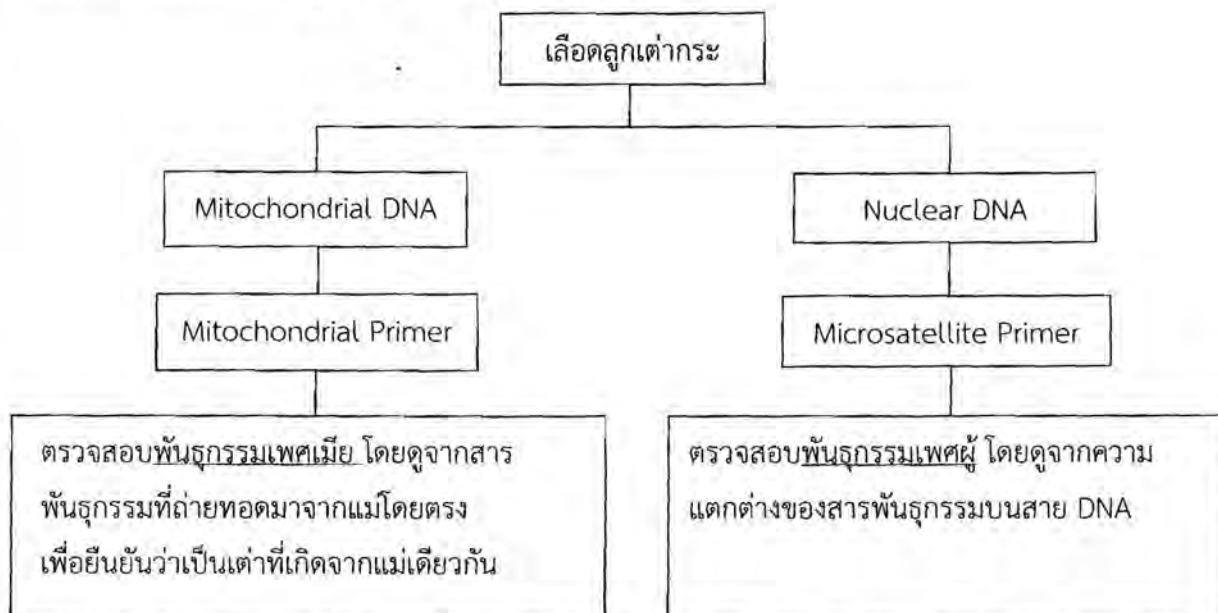 เลือดลูกเต่ากระ
Mitochondrial DNA
Nuclear DNA
Mitochondrial Primer
Microsatellite Primer
ตรวจสอบพันธุกรรมเพศเมีย โดยดูจากสาร
พันธุกรรมที่ถ่ายทอดมาจากแม่โดยตรง
เพื่อยืนยันว่าเป็นเต่าที่เกิดจากแม่เดียวกัน
ตรวจสอบพันธุกรรมเพศผู้ โดยดูจากความ
แตกต่างของสารพันธุกรรมบนสาย DNA